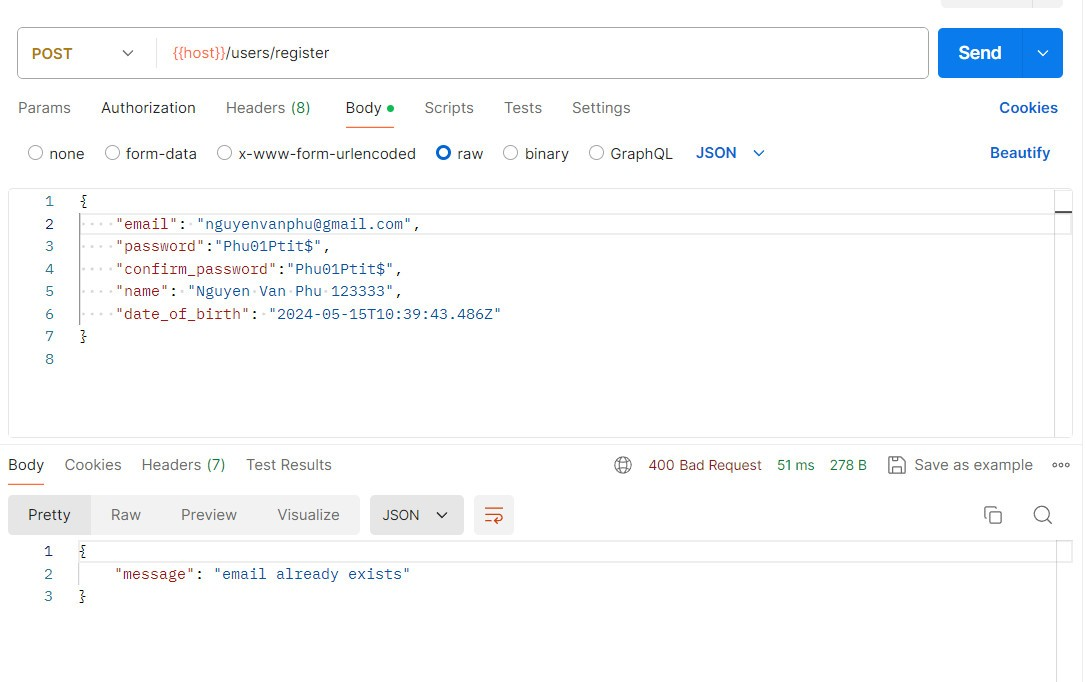 POST {{host}}/users/register Send
Params Authorization Headers (8) Body Scripts Tests Settings Cookies
none form-data x-www-form-urlencoded raw binary GraphQL JSON Beautify
1 {
2 "email": "nguyenvanphu@gmail.com",
3 "password":"Phu01Ptit$",
4 "confirm_password":"Phu01Ptit$",
5 "name": "Nguyen Van Phu 123333",
6 "date_of_birth": "2024-05-15T10:39:43.486Z"
7 }
8
Body Cookies Headers (7) Test Results 400 Bad Request 51 ms 278 B Save as example
Pretty Raw Preview Visualize JSON
1 {
2 "message": "email already exists"
3 }